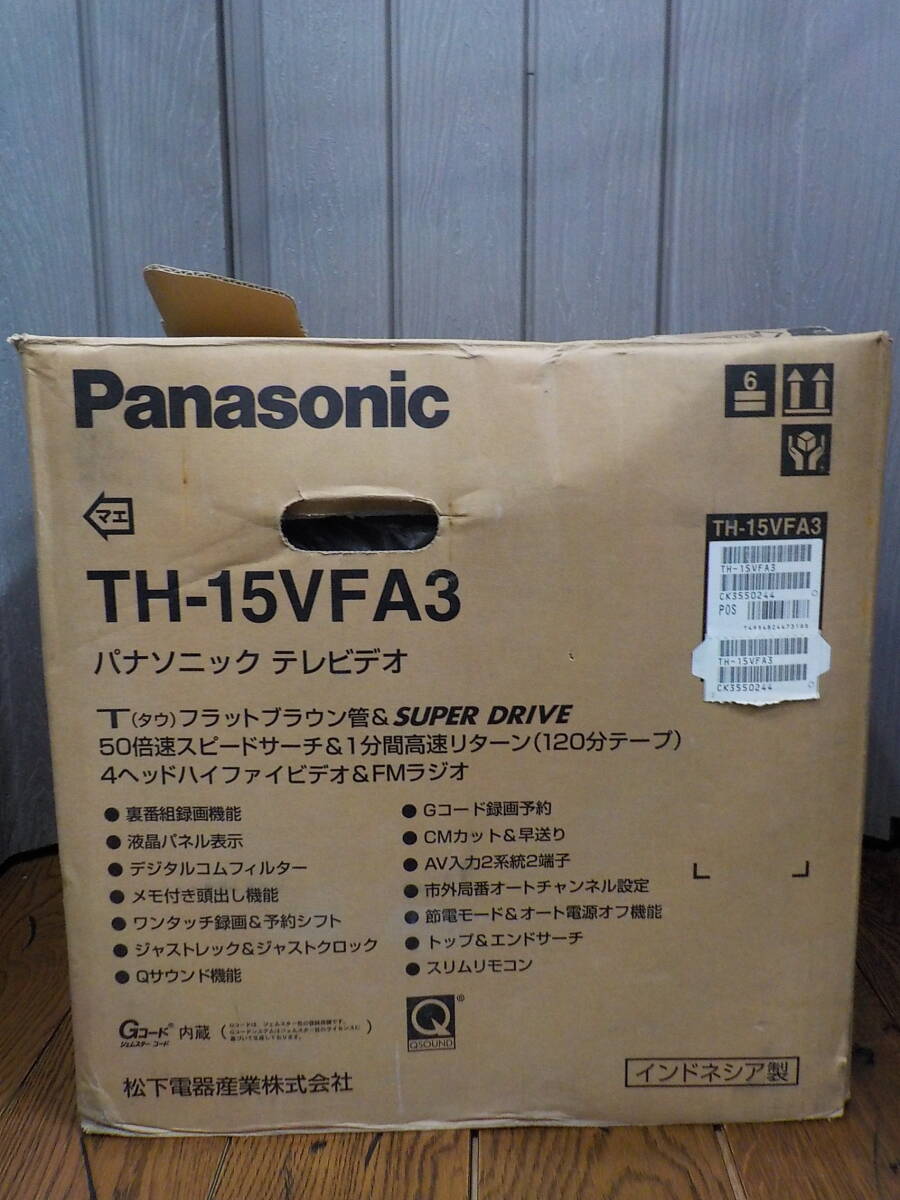 Panasonic
6
マエ
TH-15VFA3
TH-15VFA3
TH-15VFA3
CK3550244
POS
TH-15VFA3
CK3550244
パナソニック テレビデオ
T(タウ)フラットブラウン管&SUPER DRIVE
50倍速スピードサーチ&1分間高速リターン(120分テープ)
4ヘッドハイファイビデオ&FMラジオ
● 裏番組録画機能
● 液晶パネル表示
● デジタルコムフィルター
● メモ付き頭出し機能
● ワンタッチ録画&予約シフト
● ジャストレック&ジャストクロック
● Qサウンド機能
● Gコード録画予約
● CMカット&早送り
● AV入力2系統2端子
● 市外局番オートチャンネル設定
● 節電モード&オート電源オフ機能
● トップ&エンドサーチ
● スリムリモコン
Gコード® 内蔵
ジェムスター コード
Q®
QSOUND
松下電器産業株式会社
インドネシア製